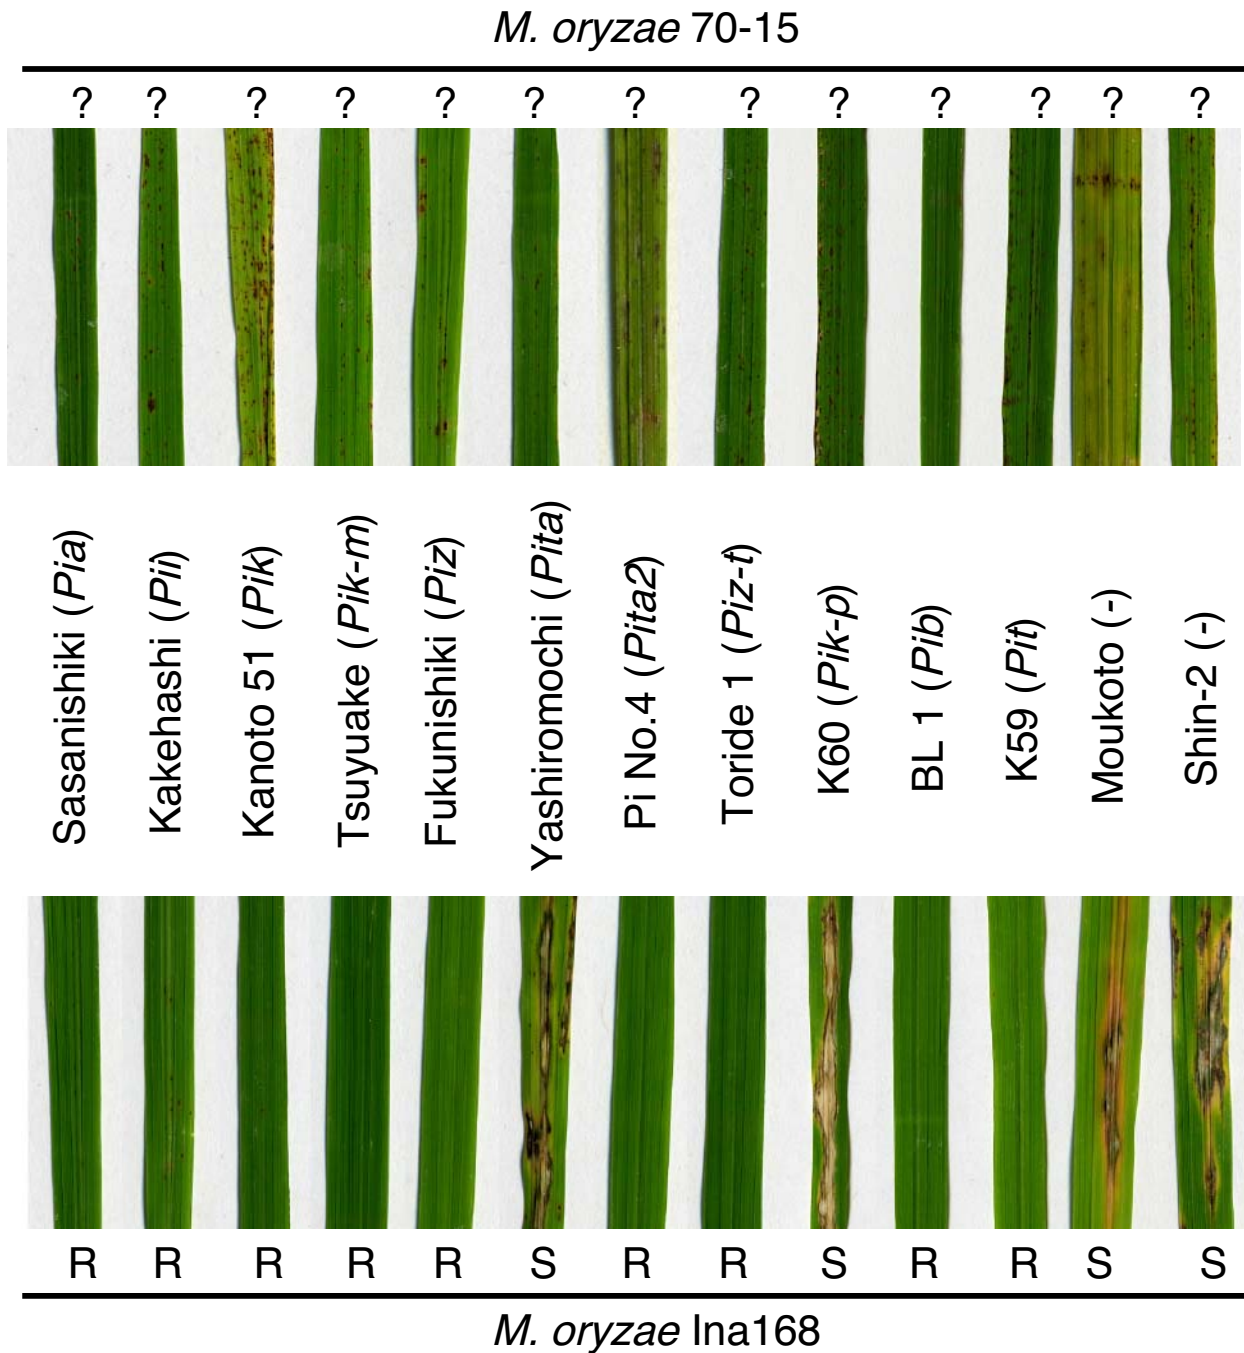 M. oryzae 70-15
? ? ? ? ? ? ? ? ? ? ? ? ?
Sasanishiki (Pia)
Kakehashi (Pii)
Kanoto 51 (Pik)
Tsuyuake (Pik-m)
Fukunishiki (Piz)
Yashiromochi (Pita)
Pi No.4 (Pita2)
Toride 1 (Piz-t)
K60 (Pik-p)
BL 1 (Pib)
K59 (Pit)
Moukoto (-)
Shin-2 (-)
R R R R R S R R S R R S S
M. oryzae Ina168